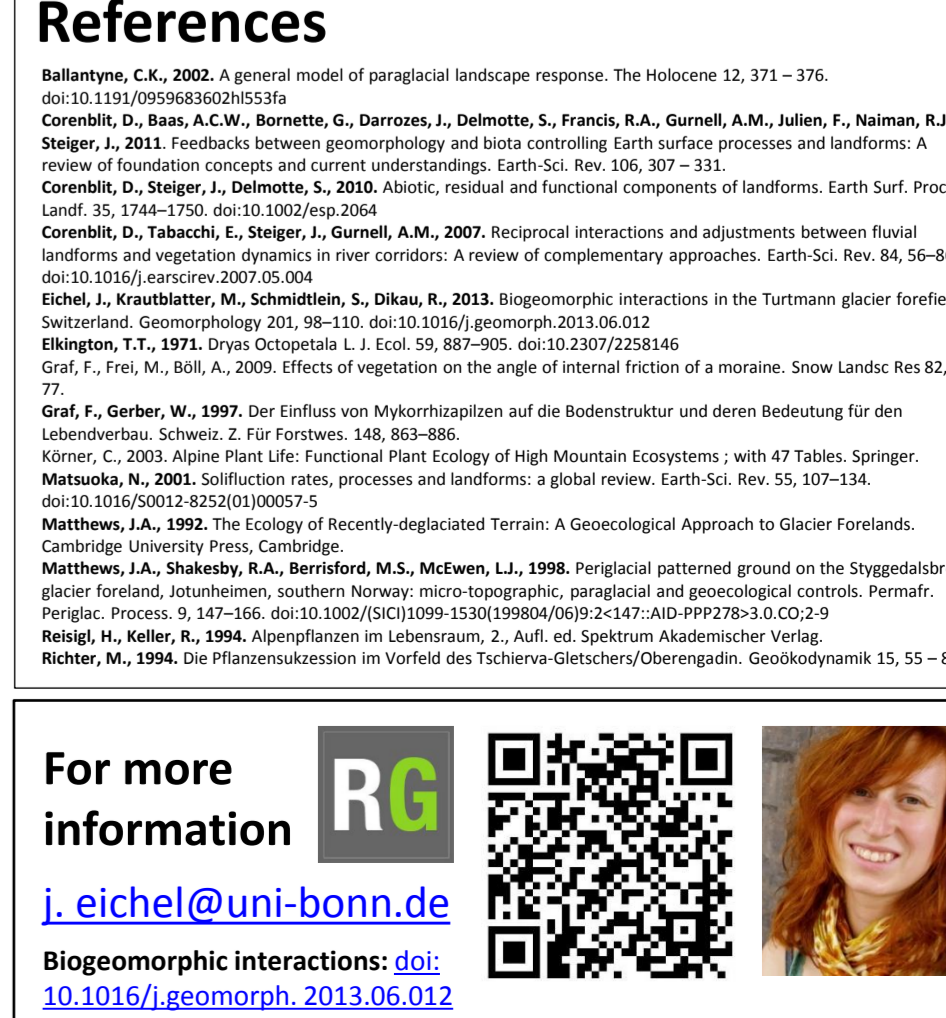 References
Ballantyne, C.K., 2002. A general model of paraglacial landscape response. The Holocene 12, 371 – 376.
doi:10.1191/0959683602hl553fa
Corenblit, D., Baas, A.C.W., Bornette, G., Darrozes, J., Delmotte, S., Francis, R.A., Gurnell, A.M., Julien, F., Naiman, R.J
Steiger, J., 2011. Feedbacks between geomorphology and biota controlling Earth surface processes and landforms: A
review of foundation concepts and current understandings. Earth-Sci. Rev. 106, 307 – 331.
Corenblit, D., Steiger, J., Delmotte, S., 2010. Abiotic, residual and functional components of landforms. Earth Surf. Proc
Landf. 35, 1744–1750. doi:10.1002/esp.2064
Corenblit, D., Tabacchi, E., Steiger, J., Gurnell, A.M., 2007. Reciprocal interactions and adjustments between fluvial
landforms and vegetation dynamics in river corridors: A review of complementary approaches. Earth-Sci. Rev. 84, 56–8
doi:10.1016/j.earscirev.2007.05.004
Eichel, J., Krautblatter, M., Schmidtlein, S., Dikau, R., 2013. Biogeomorphic interactions in the Turtmann glacier forefie
Switzerland. Geomorphology 201, 98–110. doi:10.1016/j.geomorph.2013.06.012
Elkington, T.T., 1971. Dryas Octopetala L. J. Ecol. 59, 887–905. doi:10.2307/2258146
Graf, F., Frei, M., Böll, A., 2009. Effects of vegetation on the angle of internal friction of a moraine. Snow Landsc Res 82,
77.
Graf, F., Gerber, W., 1997. Der Einfluss von Mykorrhizapilzen auf die Bodenstruktur und deren Bedeutung für den
Lebendverbau. Schweiz. Z. Für Forstwes. 148, 863–886.
Körner, C., 2003. Alpine Plant Life: Functional Plant Ecology of High Mountain Ecosystems ; with 47 Tables. Springer.
Matsuoka, N., 2001. Solifluction rates, processes and landforms: a global review. Earth-Sci. Rev. 55, 107–134.
doi:10.1016/S0012-8252(01)00057-5
Matthews, J.A., 1992. The Ecology of Recently-deglaciated Terrain: A Geoecological Approach to Glacier Forelands.
Cambridge University Press, Cambridge.
Matthews, J.A., Shakesby, R.A., Berrisford, M.S., McEwen, L.J., 1998. Periglacial patterned ground on the Styggedalsbr
glacier foreland, Jotunheimen, southern Norway: micro-topographic, paraglacial and geoecological controls. Permafr.
Periglac. Process. 9, 147–166. doi:10.1002/(SICI)1099-1530(199804/06)9:2<147::AID-PPP278>3.0.CO;2-9
Reisigl, H., Keller, R., 1994. Alpenpflanzen im Lebensraum, 2., Aufl. ed. Spektrum Akademischer Verlag.
Richter, M., 1994. Die Pflanzensukzession im Vorfeld des Tschierva-Gletschers/Oberengadin. Geoökodynamik 15, 55 – 8
For more
information
RG
j. eichel@uni-bonn.de
Biogeomorphic interactions: doi:
10.1016/j.geomorph. 2013.06.012